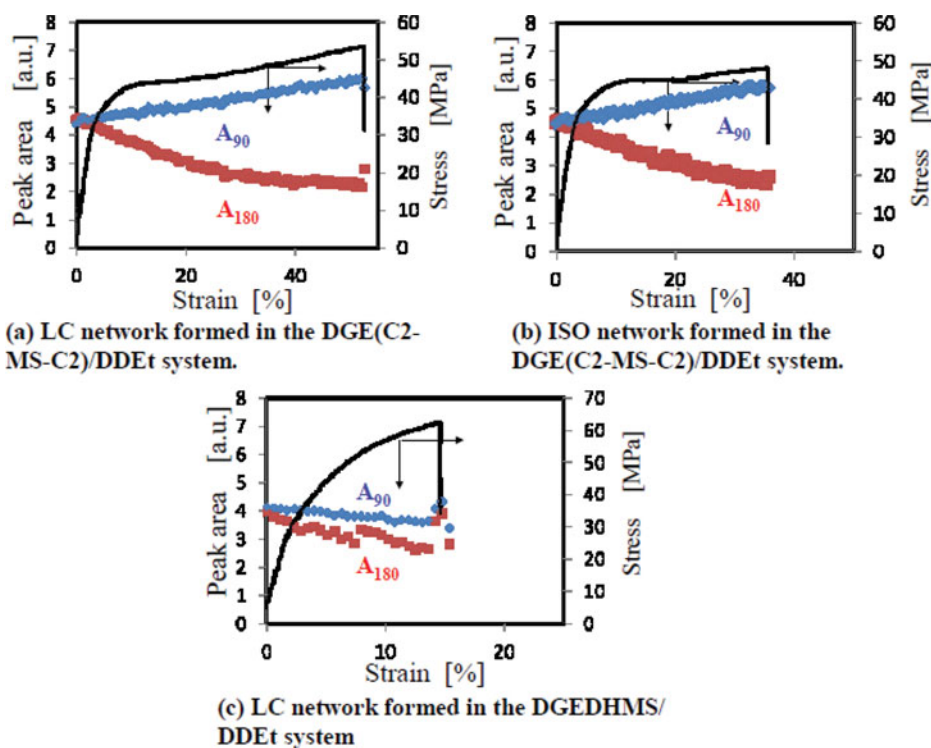 8
7
6
5
4
3
2
1
0
Peak area [a.u.]
60
50
40
30
20
10
0
Stress [MPa]
A90
A180
0 20 40
Strain [%]
(a) LC network formed in the DGE(C2-
MS-C2)/DDEt system.
8
7
6
5
4
3
2
1
0
Peak area [a.u.]
60
50
40
30
20
10
0
Stress [MPa]
A90
A180
0 20 40
Strain [%]
(b) ISO network formed in the
DGE(C2-MS-C2)/DDEt system.
8
7
6
5
4
3
2
1
0
Peak area [a.u.]
70
60
50
40
30
20
10
0
Stress [MPa]
A90
A180
0 10 20
Strain [%]
(c) LC network formed in the DGEDHMS/
DDEt system